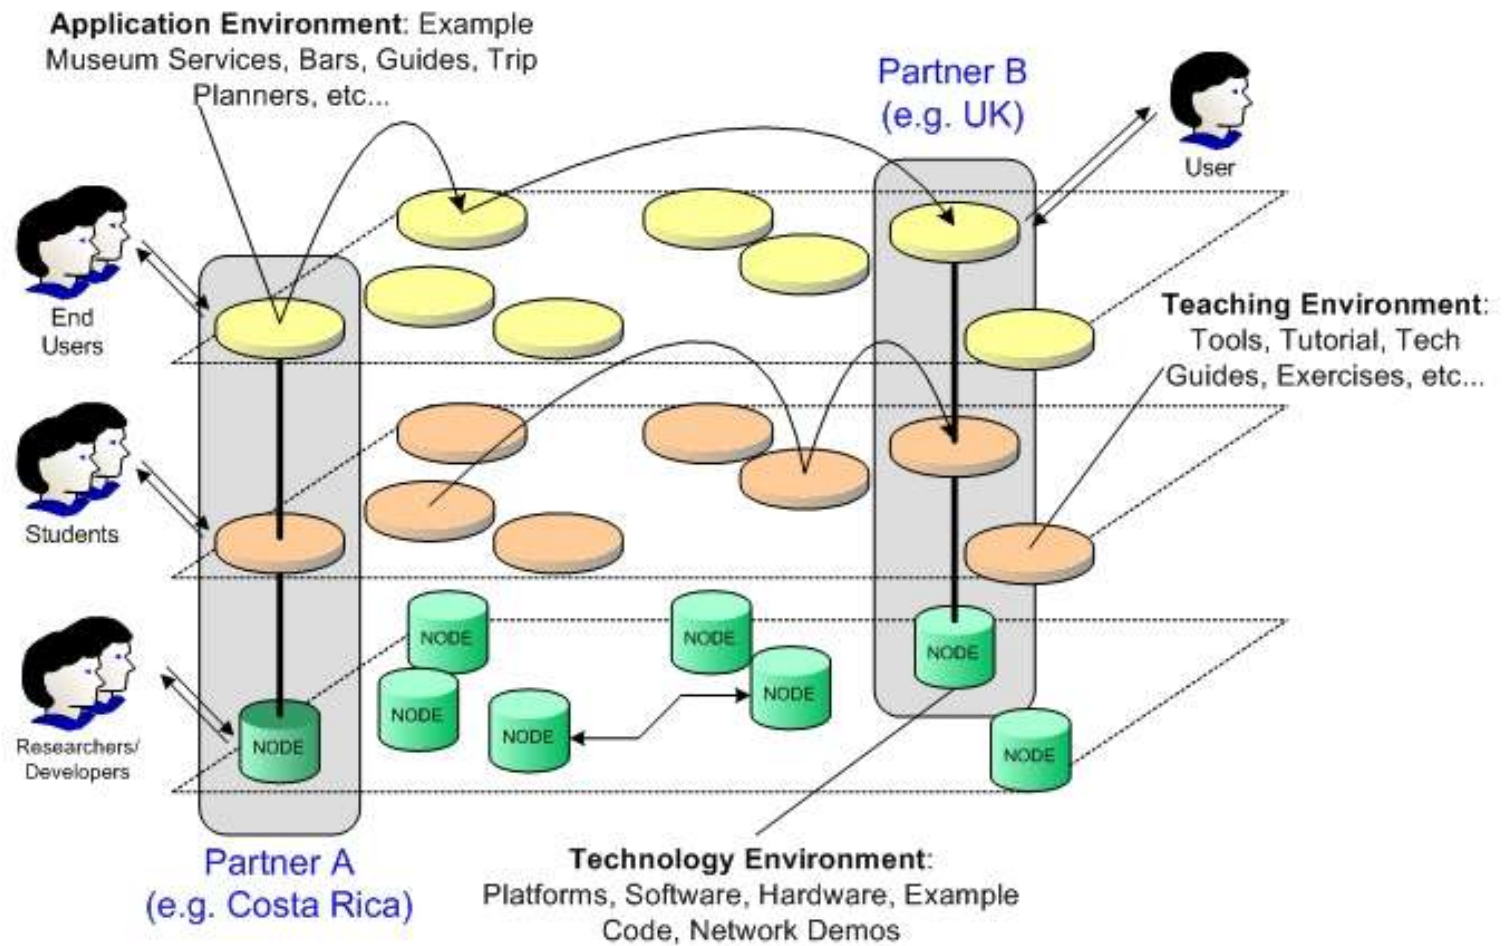 Application Environment: Example
Museum Services, Bars, Guides, Trip
Planners, etc...
Partner B
(e.g. UK)
User
End
Users
Teaching Environment:
Tools, Tutorial, Tech
Guides, Exercises, etc...
Students
NODE
NODE
NODE
NODE
NODE
NODE
NODE
NODE
Researchers/
Developers
Partner A
(e.g. Costa Rica)
Technology Environment:
Platforms, Software, Hardware, Example
Code, Network Demos